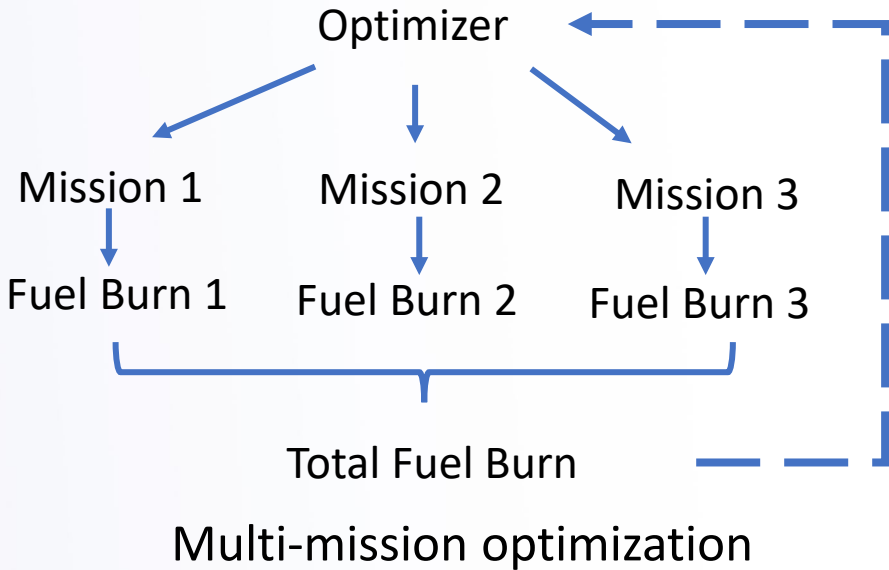 Optimizer
Mission 1
Mission 2
Mission 3
Fuel Burn 1
Fuel Burn 2
Fuel Burn 3
Total Fuel Burn
Multi-mission optimization